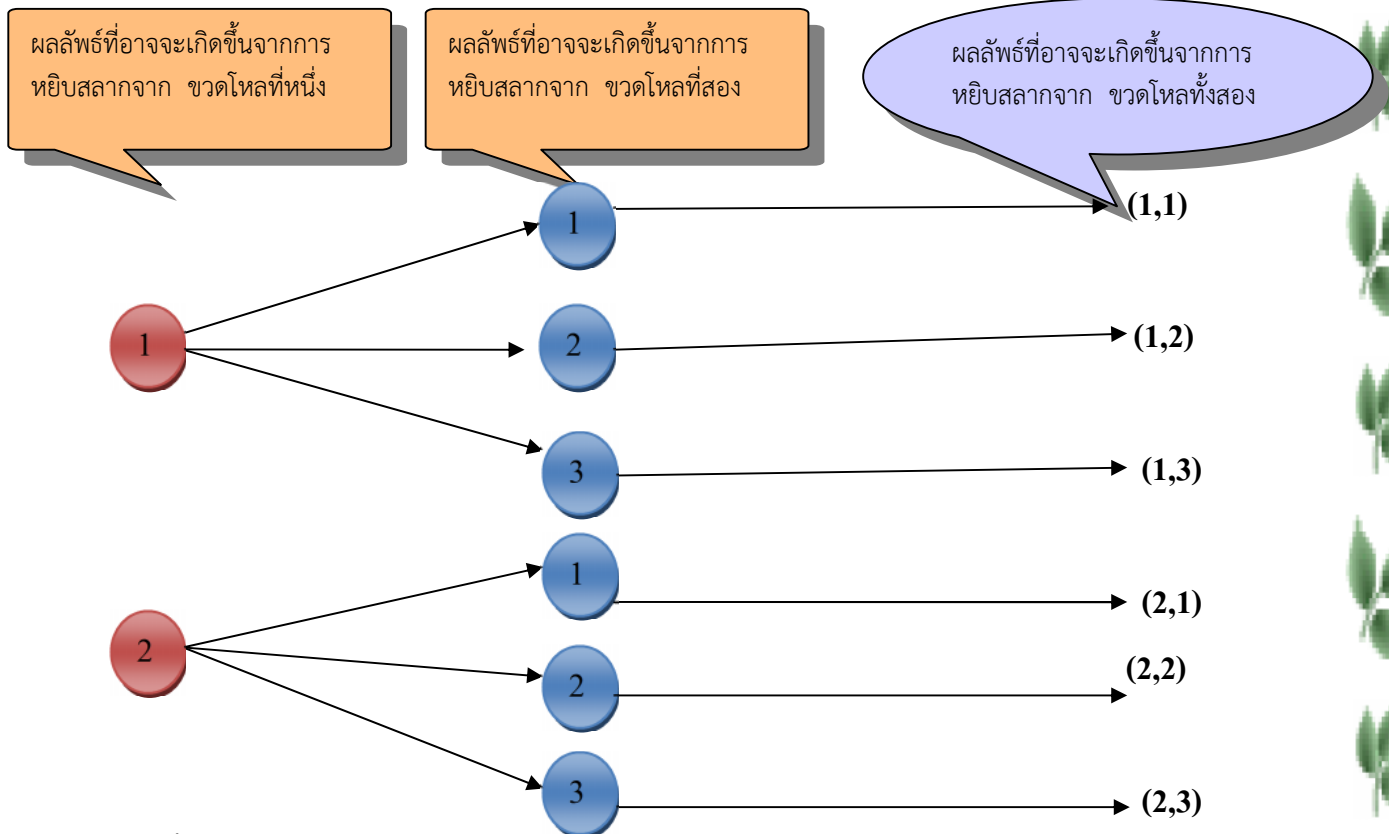 ผลลัพธ์ที่อาจจะเกิดขึ้นจากการ
หยิบสลากจาก ขวดโหลที่หนึ่ง
ผลลัพธ์ที่อาจจะเกิดขึ้นจากการ
หยิบสลากจาก ขวดโหลที่สอง
ผลลัพธ์ที่อาจจะเกิดขึ้นจากการ
หยิบสลากจาก ขวดโหลทั้งสอง
1
1
(1,1)
2
(1,2)
3
(1,3)
2
1
(2,1)
2
(2,2)
3
(2,3)